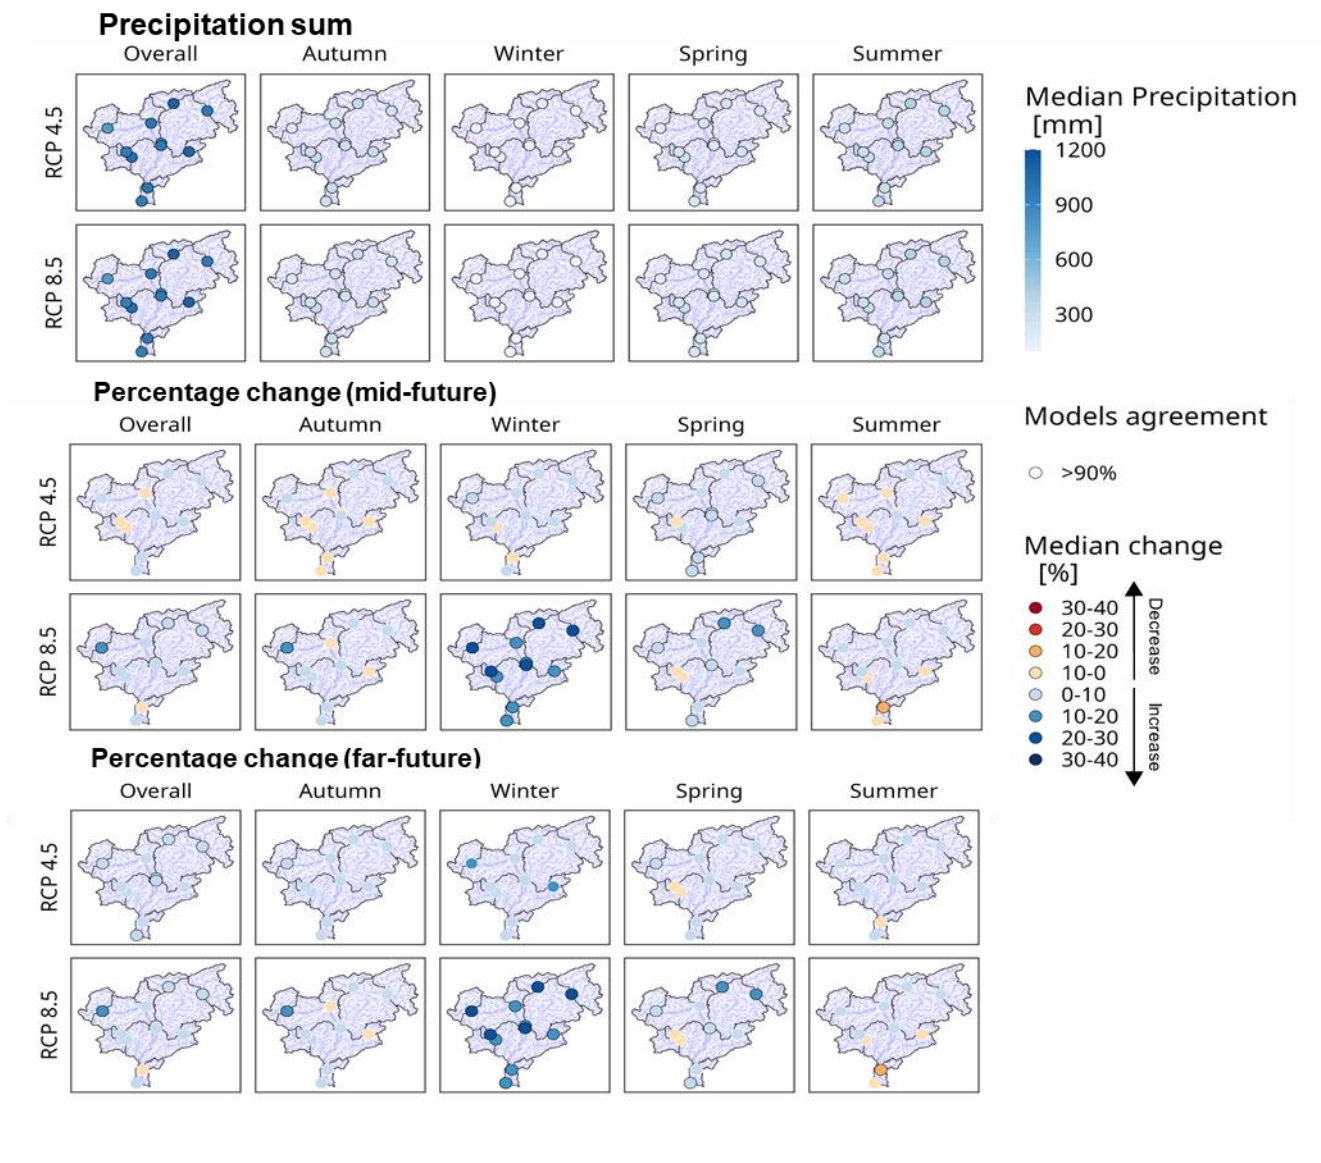 Precipitation sum
Overall Autumn Winter Spring Summer
RCP 4.5
RCP 8.5
Median Precipitation
[mm]
1200
900
600
300
Percentage change (mid-future)
Overall Autumn Winter Spring Summer
RCP 4.5
RCP 8.5
Models agreement
>90%
Median change
[%]
30-40
20-30
10-20
10-0
0-10
10-20
20-30
30-40
Decrease
Increase
Percentage change (far-future)
Overall Autumn Winter Spring Summer
RCP 4.5
RCP 8.5